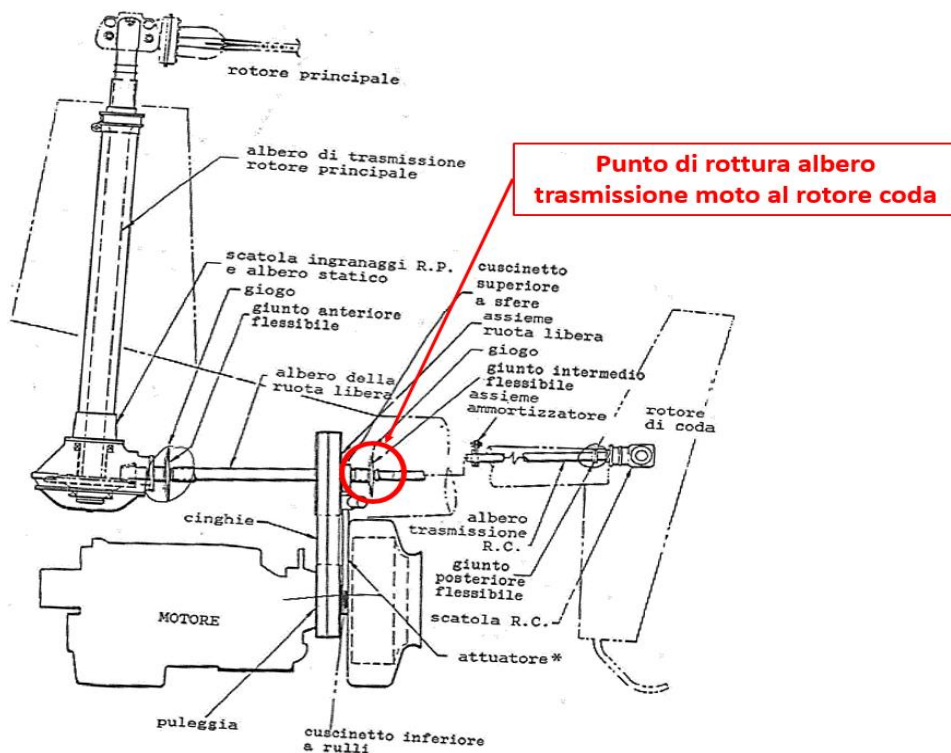 rotore principale
Punto di rottura albero
trasmissione moto al rotore coda
albero di trasmissione
rotore principale
scatola ingranaggi R.P.
e albero statico
giogo
giunto anteriore
flessibile
albero della
ruota libera
cuscinetto
superiore
a sfere
assieme
ruota libera
giogo
giunto intermedio
flessibile
assieme
ammortizzatore
rotore
di coda
cinghie
albero
trasmissione
R.C.
giunto
posteriore
flessibile
scatola R.C.
MOTORE
attuatore*
puleggia
cuscinetto inferiore
a rulli